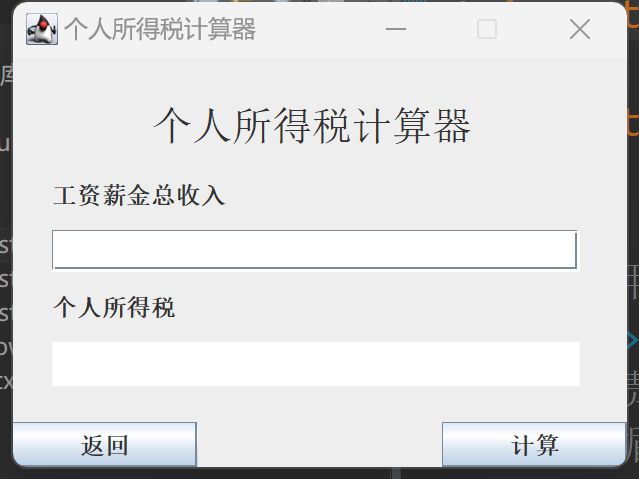 个人所得税计算器
个人所得税计算器
工资薪金总收入
个人所得税
返回
计算